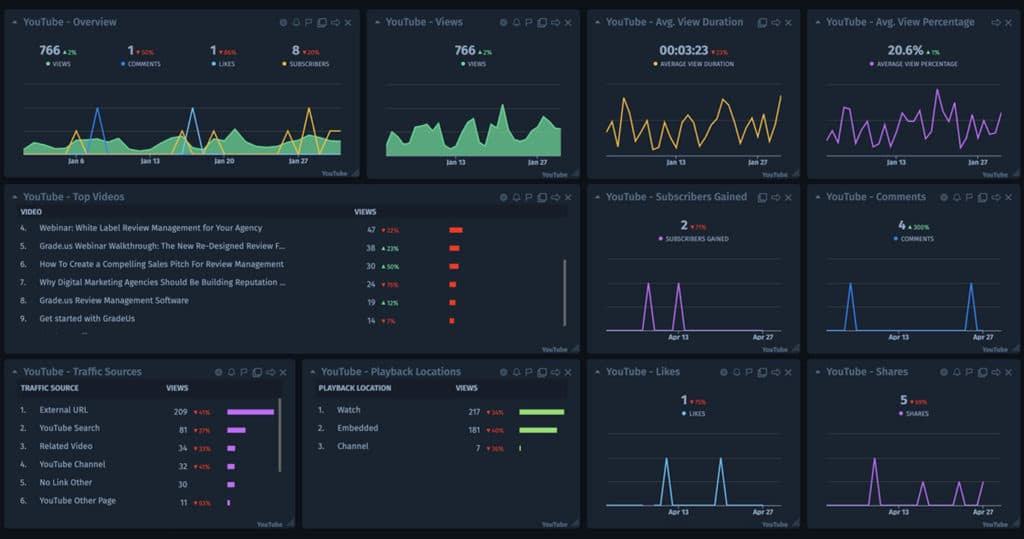 YouTube - Overview
766 ▲2%
VIEWS
1 ▼50%
COMMENTS
1 ▼86%
LIKES
8 ▼20%
SUBSCRIBERS
Jan 6 Jan 13 Jan 20 Jan 27
YouTube
YouTube - Views
766 ▲2%
VIEWS
Jan 13 Jan 27
YouTube
YouTube - Avg. View Duration
00:03:23 ▼23%
AVERAGE VIEW DURATION
Jan 13 Jan 27
YouTube
YouTube - Avg. View Percentage
20.6% ▲1%
AVERAGE VIEW PERCENTAGE
Jan 13 Jan 27
YouTube
YouTube - Top Videos
VIDEO VIEWS
4. Webinar: White Label Review Management for Your Agency 47 ▼32%
5. Grade.us Webinar Walkthrough: The New Re-Designed Review F... 38 ▲23%
6. How To Create a Compelling Sales Pitch For Review Management 30 ▲50%
7. Why Digital Marketing Agencies Should Be Building Reputation ... 24 ▼76%
8. Grade.us Review Management Software 19 ▲12%
9. Get started with GradeUs 14 ▼7%
YouTube
YouTube - Subscribers Gained
2 ▼71%
SUBSCRIBERS GAINED
Apr 13 Apr 27
YouTube
YouTube - Comments
4 ▲300%
COMMENTS
Apr 13 Apr 27
YouTube
YouTube - Traffic Sources
TRAFFIC SOURCE VIEWS
1. External URL 209 ▼41%
2. YouTube Search 81 ▼27%
3. Related Video 34 ▼33%
4. YouTube Channel 32 ▼41%
5. No Link Other 30
6. YouTube Other Page 11 ▼93%
YouTube
YouTube - Playback Locations
PLAYBACK LOCATION VIEWS
1. Watch 217 ▼34%
2. Embedded 181 ▼40%
3. Channel 7 ▼36%
YouTube
YouTube - Likes
1 ▼75%
LIKES
Apr 13 Apr 27
YouTube
YouTube - Shares
5 ▼69%
SHARES
Apr 13 Apr 27
YouTube